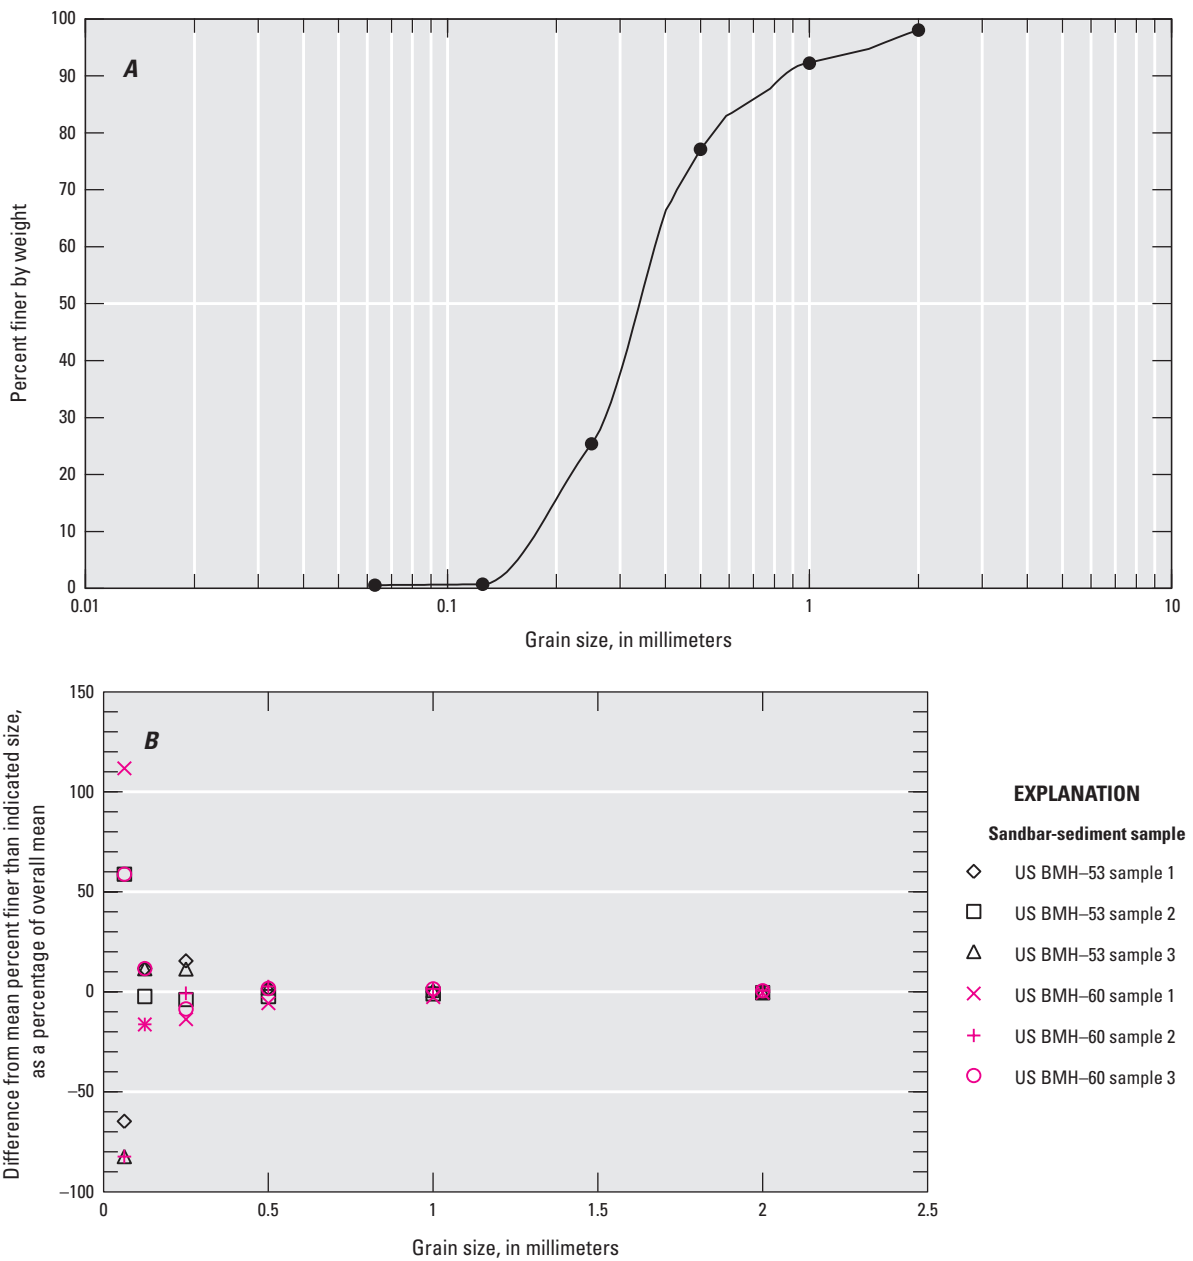 100
90
80
70
60
50
40
30
20
10
0
A
Percent finer by weight
0.01
0.1
1
10
Grain size, in millimeters
150
100
50
0
–50
–100
B
Difference from mean percent finer than indicated size,
as a percentage of overall mean
0
0.5
1
1.5
2
2.5
Grain size, in millimeters
EXPLANATION
Sandbar-sediment sample
US BMH–53 sample 1
US BMH–53 sample 2
US BMH–53 sample 3
US BMH–60 sample 1
US BMH–60 sample 2
US BMH–60 sample 3